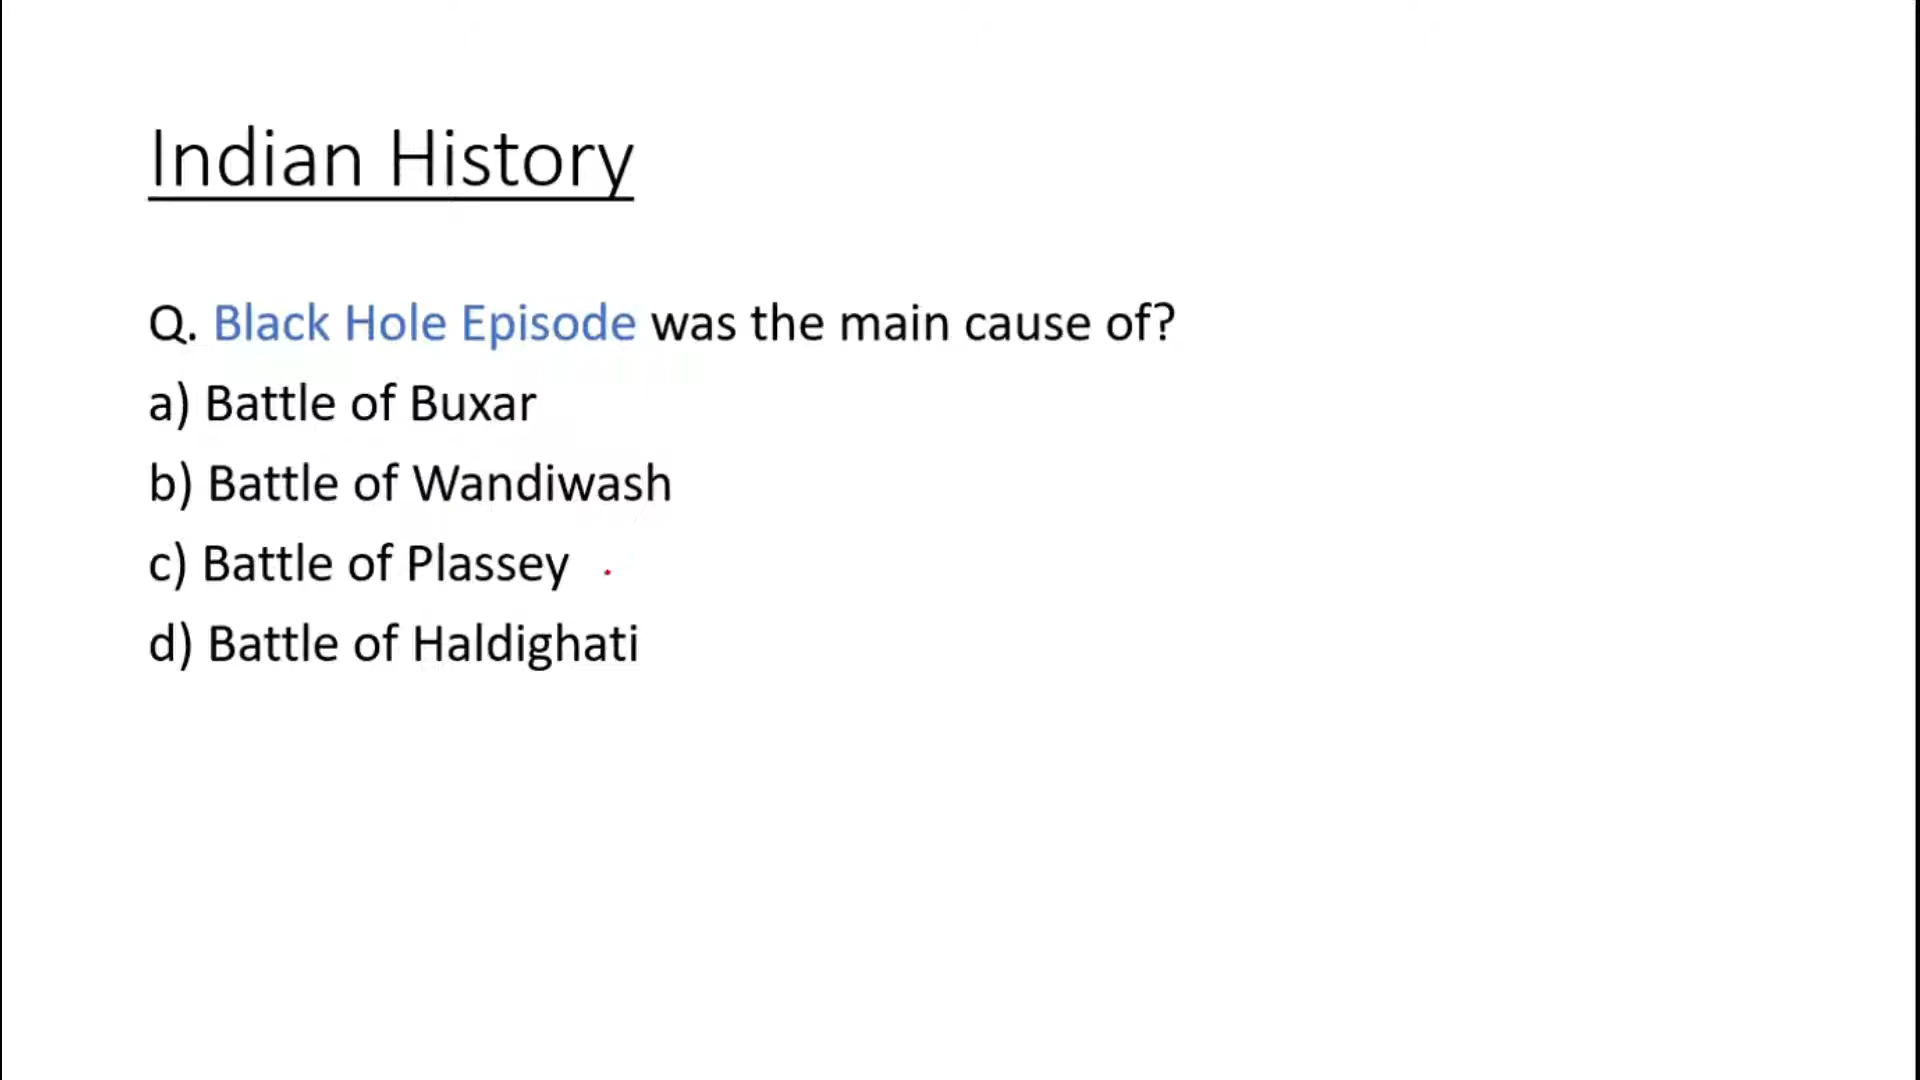 Indian History
Q. Black Hole Episode was the main cause of?
a) Battle of Buxar
b) Battle of Wandiwash
c) Battle of Plassey
d) Battle of Haldighati